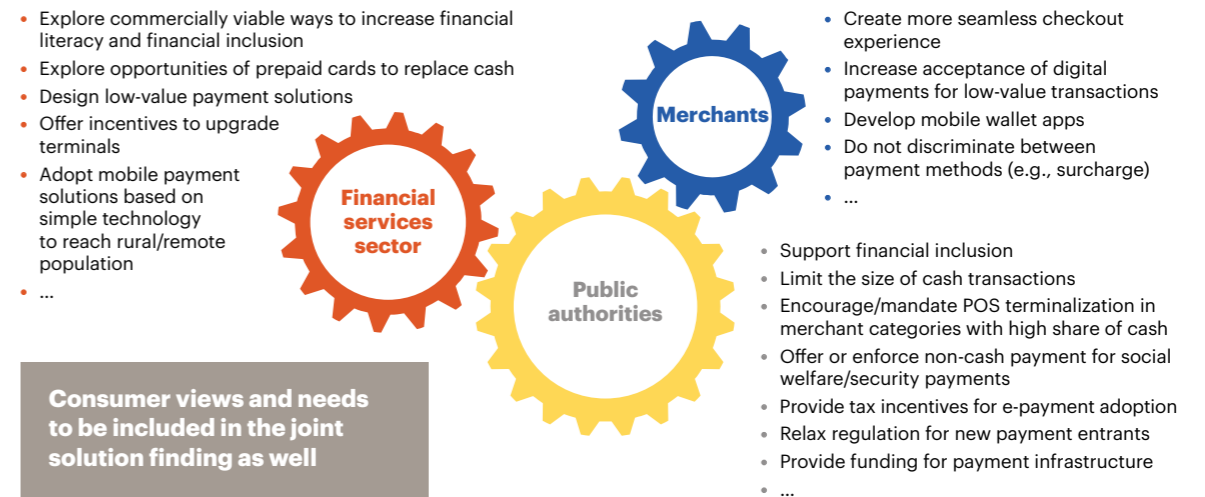 • Explore commercially viable ways to increase financial
literacy and financial inclusion
• Explore opportunities of prepaid cards to replace cash
• Design low-value payment solutions
• Offer incentives to upgrade
terminals
• Adopt mobile payment
solutions based on
simple technology
to reach rural/remote
population
• ...
Financial
services
sector
Merchants
• Create more seamless checkout
experience
• Increase acceptance of digital
payments for low-value transactions
• Develop mobile wallet apps
• Do not discriminate between
payment methods (e.g., surcharge)
• ...
Public
authorities
• Support financial inclusion
• Limit the size of cash transactions
• Encourage/mandate POS terminalization in
merchant categories with high share of cash
• Offer or enforce non-cash payment for social
welfare/security payments
• Provide tax incentives for e-payment adoption
• Relax regulation for new payment entrants
• Provide funding for payment infrastructure
• ...
Consumer views and needs
to be included in the joint
solution finding as well